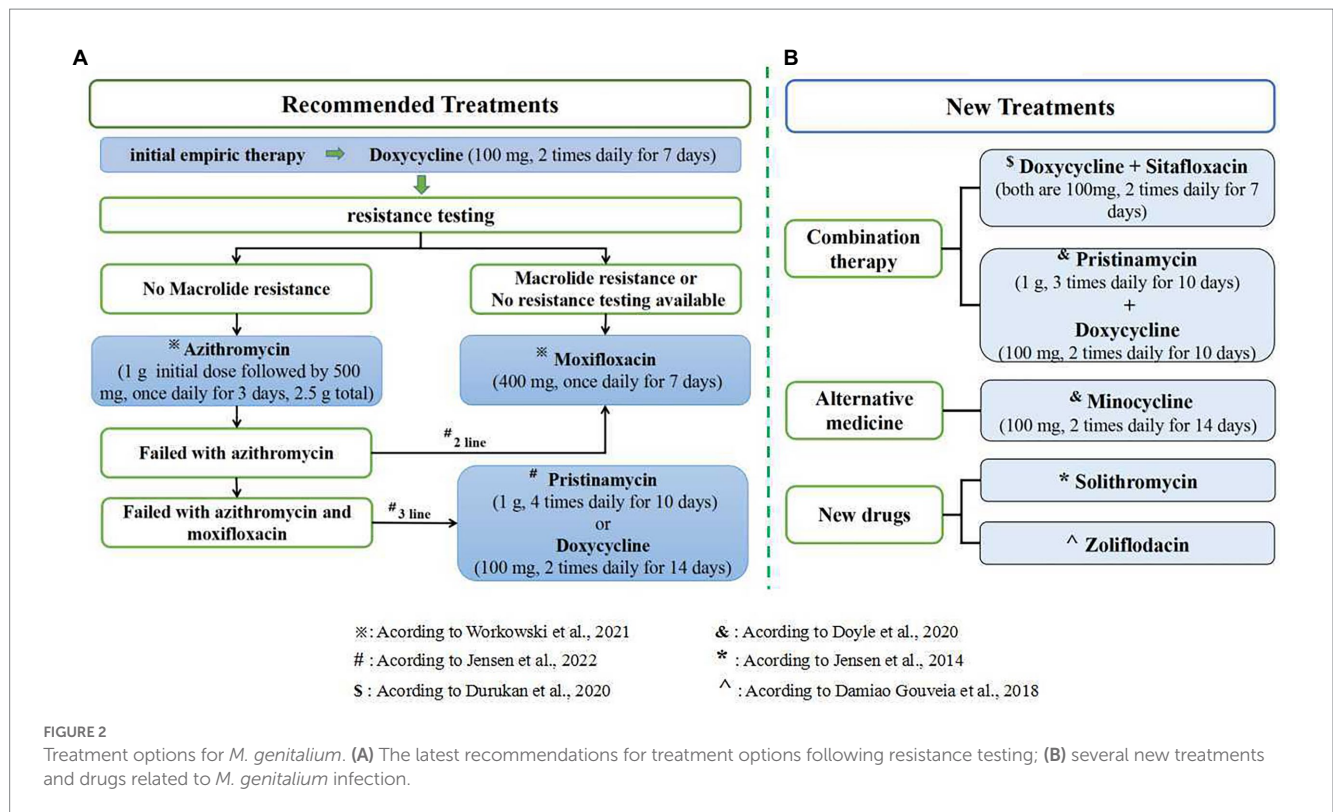 A
Recommended Treatments
initial empiric therapy Doxycycline (100 mg, 2 times daily for 7 days)
resistance testing
No Macrolide resistance
Macrolide resistance or
No resistance testing available
※ Azithromycin
(1 g initial dose followed by 500
mg, once daily for 3 days, 2.5 g total)
※ Moxifloxacin
(400 mg, once daily for 7 days)
Failed with azithromycin
# 2 line
Failed with azithromycin and
moxifloxacin
# 3 line
# Pristinamycin
(1 g, 4 times daily for 10 days)
or
Doxycycline
(100 mg, 2 times daily for 14 days)
B
New Treatments
Combination
therapy
$ Doxycycline + Sitafloxacin
(both are 100mg, 2 times daily for 7
days)
& Pristinamycin
(1 g, 3 times daily for 10 days)
+
Doxycycline
(100 mg, 2 times daily for 10 days)
Alternative
medicine
& Minocycline
(100 mg, 2 times daily for 14 days)
New drugs
* Solithromycin
^ Zoliflodacin
※: Acording to Workowski et al., 2021
# : Acording to Jensen et al., 2022
$ : Acording to Durukan et al., 2020
& : Acording to Doyle et al., 2020
* : Acording to Jensen et al., 2014
^ : Acording to Damiao Gouveia et al., 2018
FIGURE 2
Treatment options for M. genitalium. (A) The latest recommendations for treatment options following resistance testing; (B) several new treatments
and drugs related to M. genitalium infection.